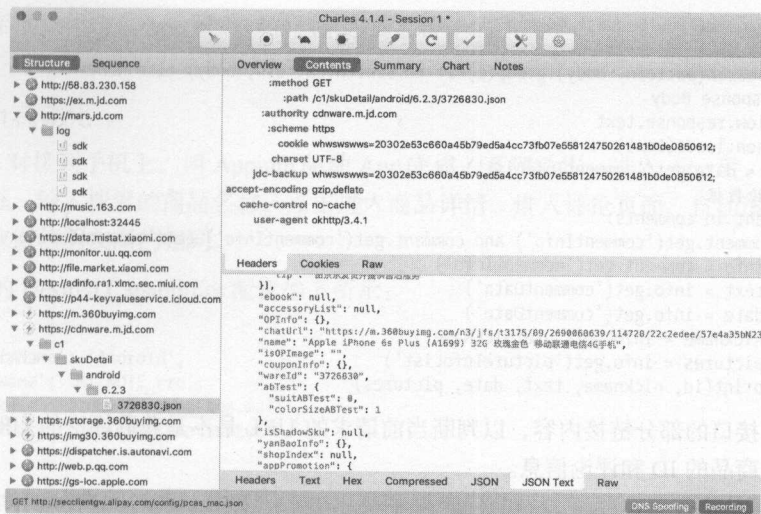 Charles 4.1.4 - Session 1 *
Structure Sequence
http://58.83.230.158
https://ex.m.jd.com
http://mars.jd.com
log
sdk
sdk
sdk
sdk
http://music.163.com
http://localhost:32445
https://data.mistat.xiaomi.com
http://monitor.uu.qq.com
http://file.market.xiaomi.com
http://adinfo.ra1.xlmc.sec.miui.com
https://p44-keyvalueservice.icloud.com
https://m.360buyimg.com
https://cdnware.m.jd.com
c1
skuDetail
android
6.2.3
3726830.json
https://storage.360buyimg.com
https://img30.360buyimg.com
https://dispatcher.is.autonavi.com
http://web.p.qq.com
https://gs-loc.apple.com
Overview Contents Summary Chart Notes
:method GET
:path /c1/skuDetail/android/6.2.3/3726830.json
:authority cdnware.m.jd.com
:scheme https
cookie whwswswws=20302e53c660a45b79ed5a4cc73fb07e558124750261481b0de0850612;
charset UTF-8
jdc-backup whwswswws=20302e53c660a45b79ed5a4cc73fb07e558124750261481b0de0850612;
accept-encoding gzip,deflate
cache-control no-cache
user-agent okhttp/3.4.1
Headers Cookies Raw
}],
"ebook": null,
"accessoryList": null,
"OPInfo": {},
"chatUrl": "https://m.360buyimg.com/n3/jfs/t3175/09/2690060639/114720/22c2edee/57e4a35bN23
"name": "Apple iPhone 6s Plus (A1699) 32G 玫瑰金色 移动联通电信4G手机",
"isOPImage": "",
"couponInfo": {},
"wareId": "3726830",
"abTest": {
"suitABTest": 0,
"colorSizeABTest": 1
},
"isShadowSku": null,
"yanBaoInfo": {},
"shopIndex": null,
"appPromotion": {
Headers Text Hex Compressed JSON JSON Text Raw
GET http://secclientgw.alipay.com/config/pcas_mac.json
DNS Spoofing Recording